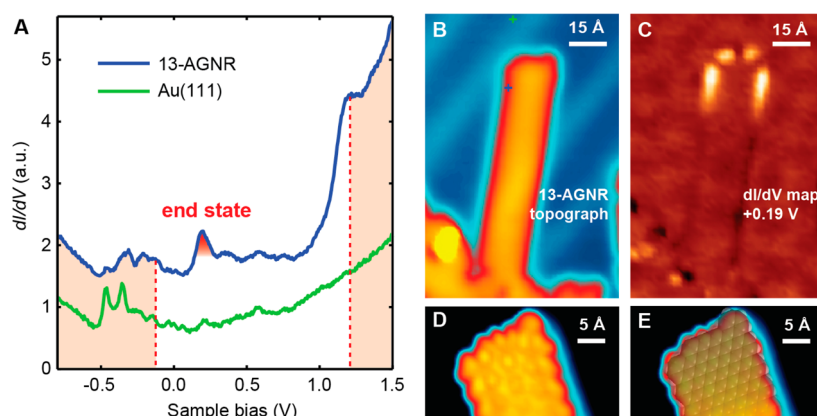 A
13-AGNR
Au(111)
end state
dI/dV (a.u.)
5
4
3
2
1
0
-0.5
0.0
0.5
1.0
1.5
Sample bias (V)
B
15 Å
13-AGNR
topograph
C
15 Å
dI/dV map
+0.19 V
D
5 Å
E
5 Å